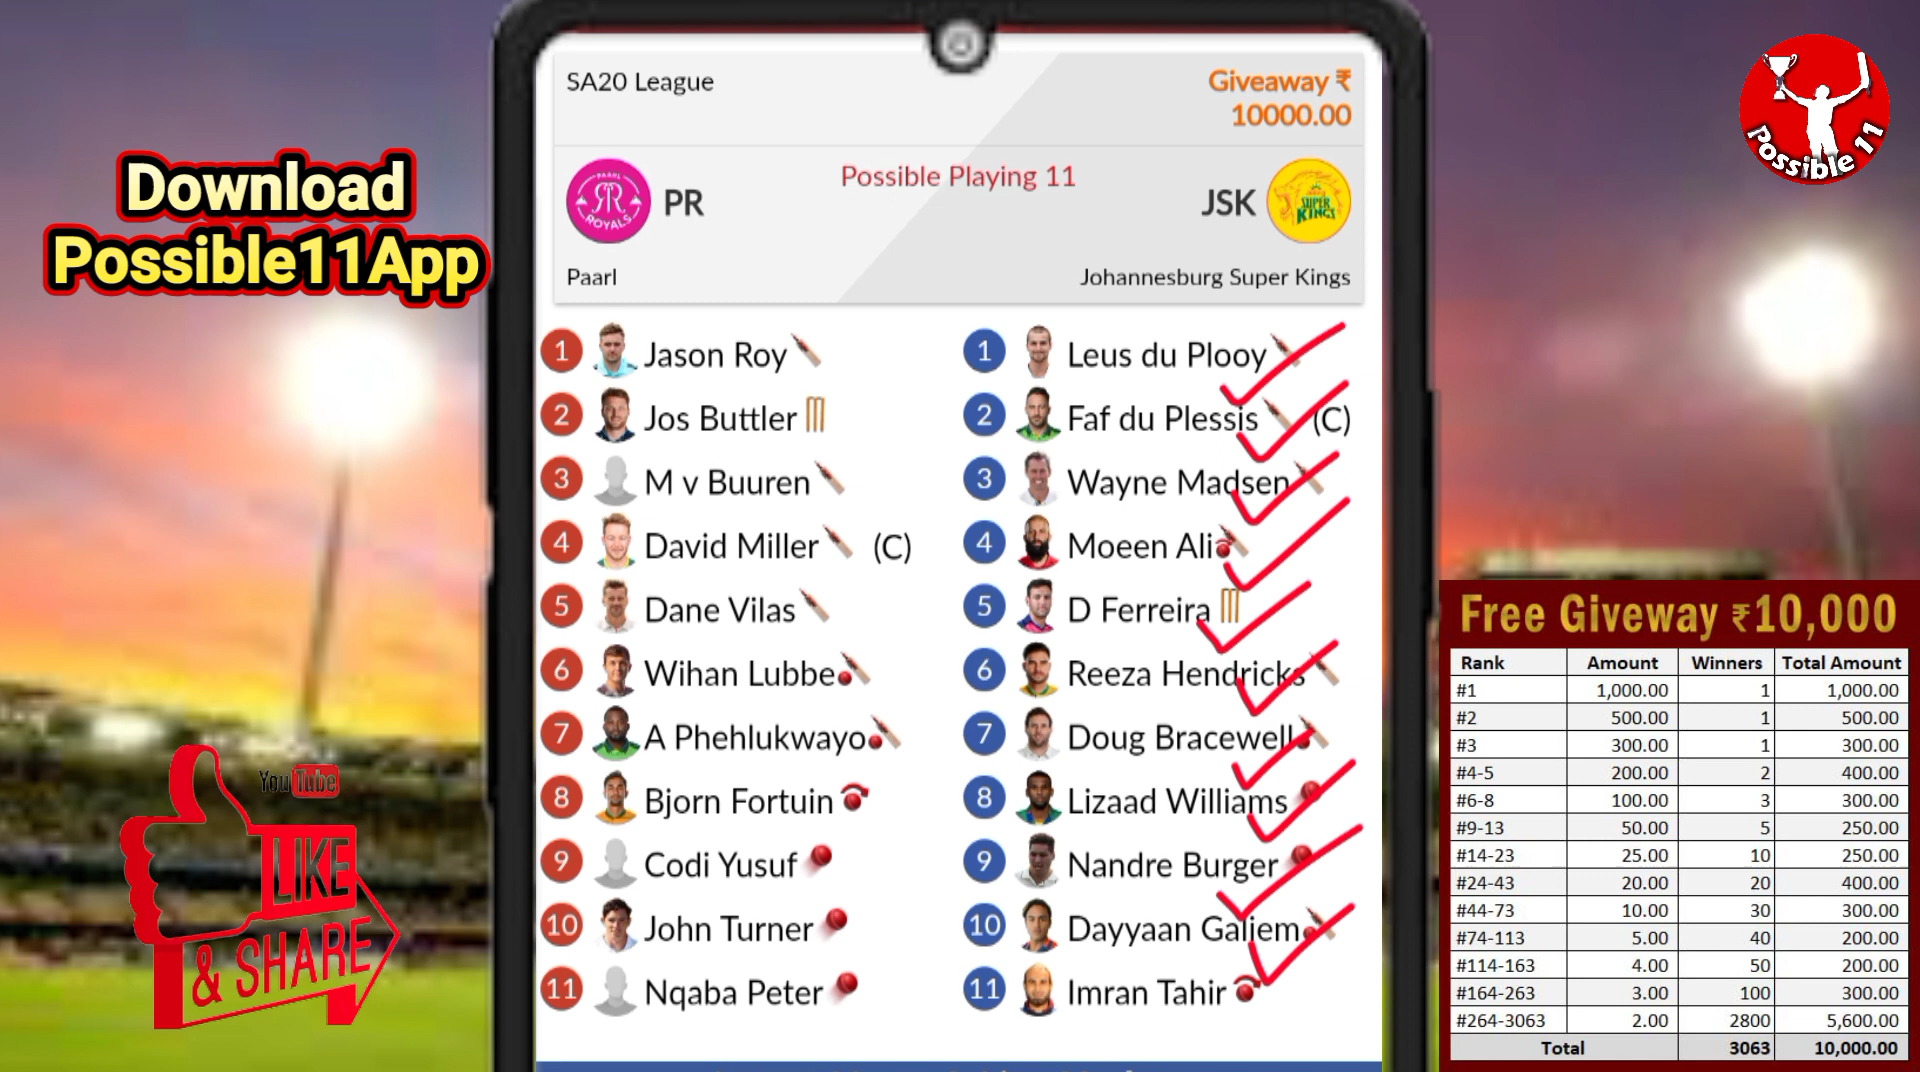 SA20 League
Giveaway ₹
10000.00
Possible Playing 11
PAARL
ROYALS
PR
JSK
SUPER
KINGS
Paarl
Johannesburg Super Kings
Download
Possible11App
Possible 11
1 Jason Roy
2 Jos Buttler
3 M v Buuren
4 David Miller (C)
5 Dane Vilas
6 Wihan Lubbe
7 A Phehlukwayo
8 Bjorn Fortuin
9 Codi Yusuf
10 John Turner
11 Nqaba Peter
1 Leus du Plooy
2 Faf du Plessis (C)
3 Wayne Madsen
4 Moeen Ali
5 D Ferreira
6 Reeza Hendricks
7 Doug Bracewell
8 Lizaad Williams
9 Nandre Burger
10 Dayyaan Galiem
11 Imran Tahir
YouTube
LIKE
& SHARE
Free Giveway ₹10,000
Rank Amount Winners Total Amount
#1 1,000.00 1 1,000.00
#2 500.00 1 500.00
#3 300.00 1 300.00
#4-5 200.00 2 400.00
#6-8 100.00 3 300.00
#9-13 50.00 5 250.00
#14-23 25.00 10 250.00
#24-43 20.00 20 400.00
#44-73 10.00 30 300.00
#74-113 5.00 40 200.00
#114-163 4.00 50 200.00
#164-263 3.00 100 300.00
#264-3063 2.00 2800 5,600.00
Total 3063 10,000.00